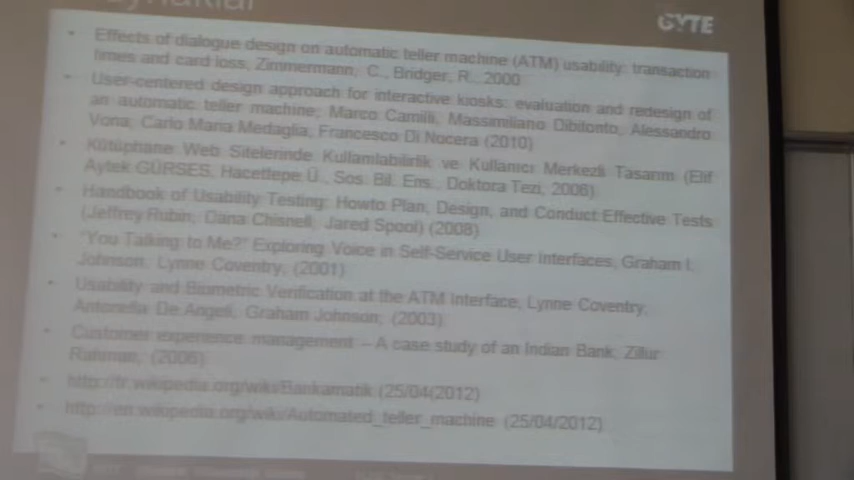 GYTE
• Effects of dialogue design on automatic teller machine (ATM) usability: transaction
times and card loss, Zimmermann, C., Bridger, R., 2000
• User-centered design approach for interactive kiosks: evaluation and redesign of
an automatic teller machine; Marco Camilli, Massimiliano Dibitonto, Alessandro
Vona, Carlo Maria Medaglia, Francesco Di Nocera (2010)
• Kütüphane Web Sitelerinde Kullanılabilirlik ve Kullanıcı Merkezli Tasarım (Elif
Aytek GÜRSES, Hacettepe Ü., Sos. Bil. Ens., Doktora Tezi, 2006)
• Handbook of Usability Testing: Howto Plan, Design, and Conduct Effective Tests
(Jeffrey Rubin, Dana Chisnell, Jared Spool) (2008)
• "You Talking to Me?" Exploring Voice in Self-Service User Interfaces, Graham I.
Johnson, Lynne Coventry, (2001)
• Usability and Biometric Verification at the ATM Interface, Lynne Coventry,
Antonella De Angeli, Graham Johnson, (2003)
• Customer experience management – A case study of an Indian Bank, Zillur
Rahman, (2006)
• http://tr.wikipedia.org/wiki/Bankamatik (25/04/2012)
• http://en.wikipedia.org/wiki/Automated_teller_machine (25/04/2012)